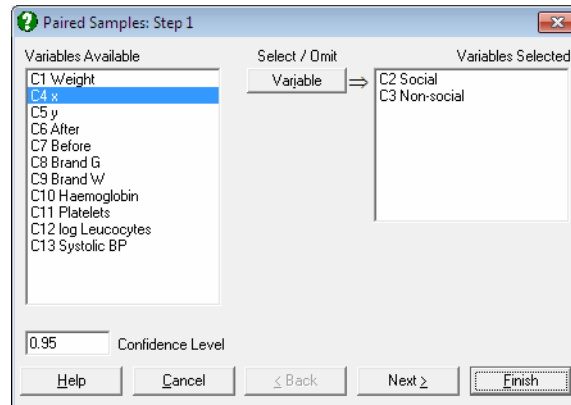 Paired Samples: Step 1
Variables Available
Select / Omit
Variables Selected
C1 Weight
C4 x
C5 y
C6 After
C7 Before
C8 Brand G
C9 Brand W
C10 Haemoglobin
C11 Platelets
C12 log Leucocytes
C13 Systolic BP
Variable
C2 Social
C3 Non-social
0.95 Confidence Level
Help Cancel < Back Next > Finish